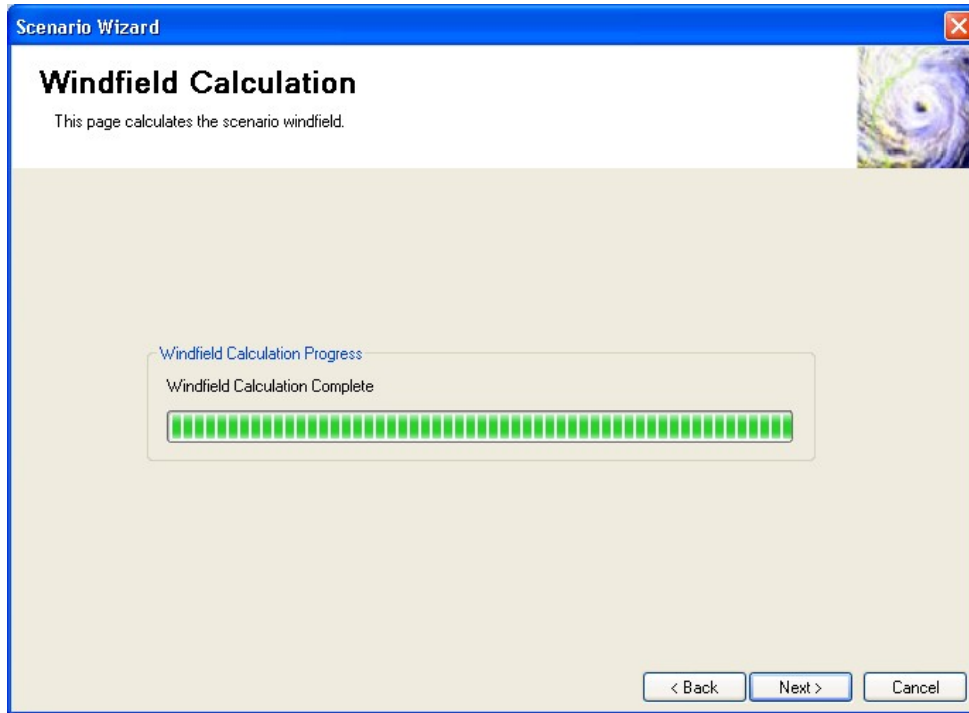 Scenario Wizard
Windfield Calculation
This page calculates the scenario windfield.
Windfield Calculation Progress
Windfield Calculation Complete
< Back Next > Cancel